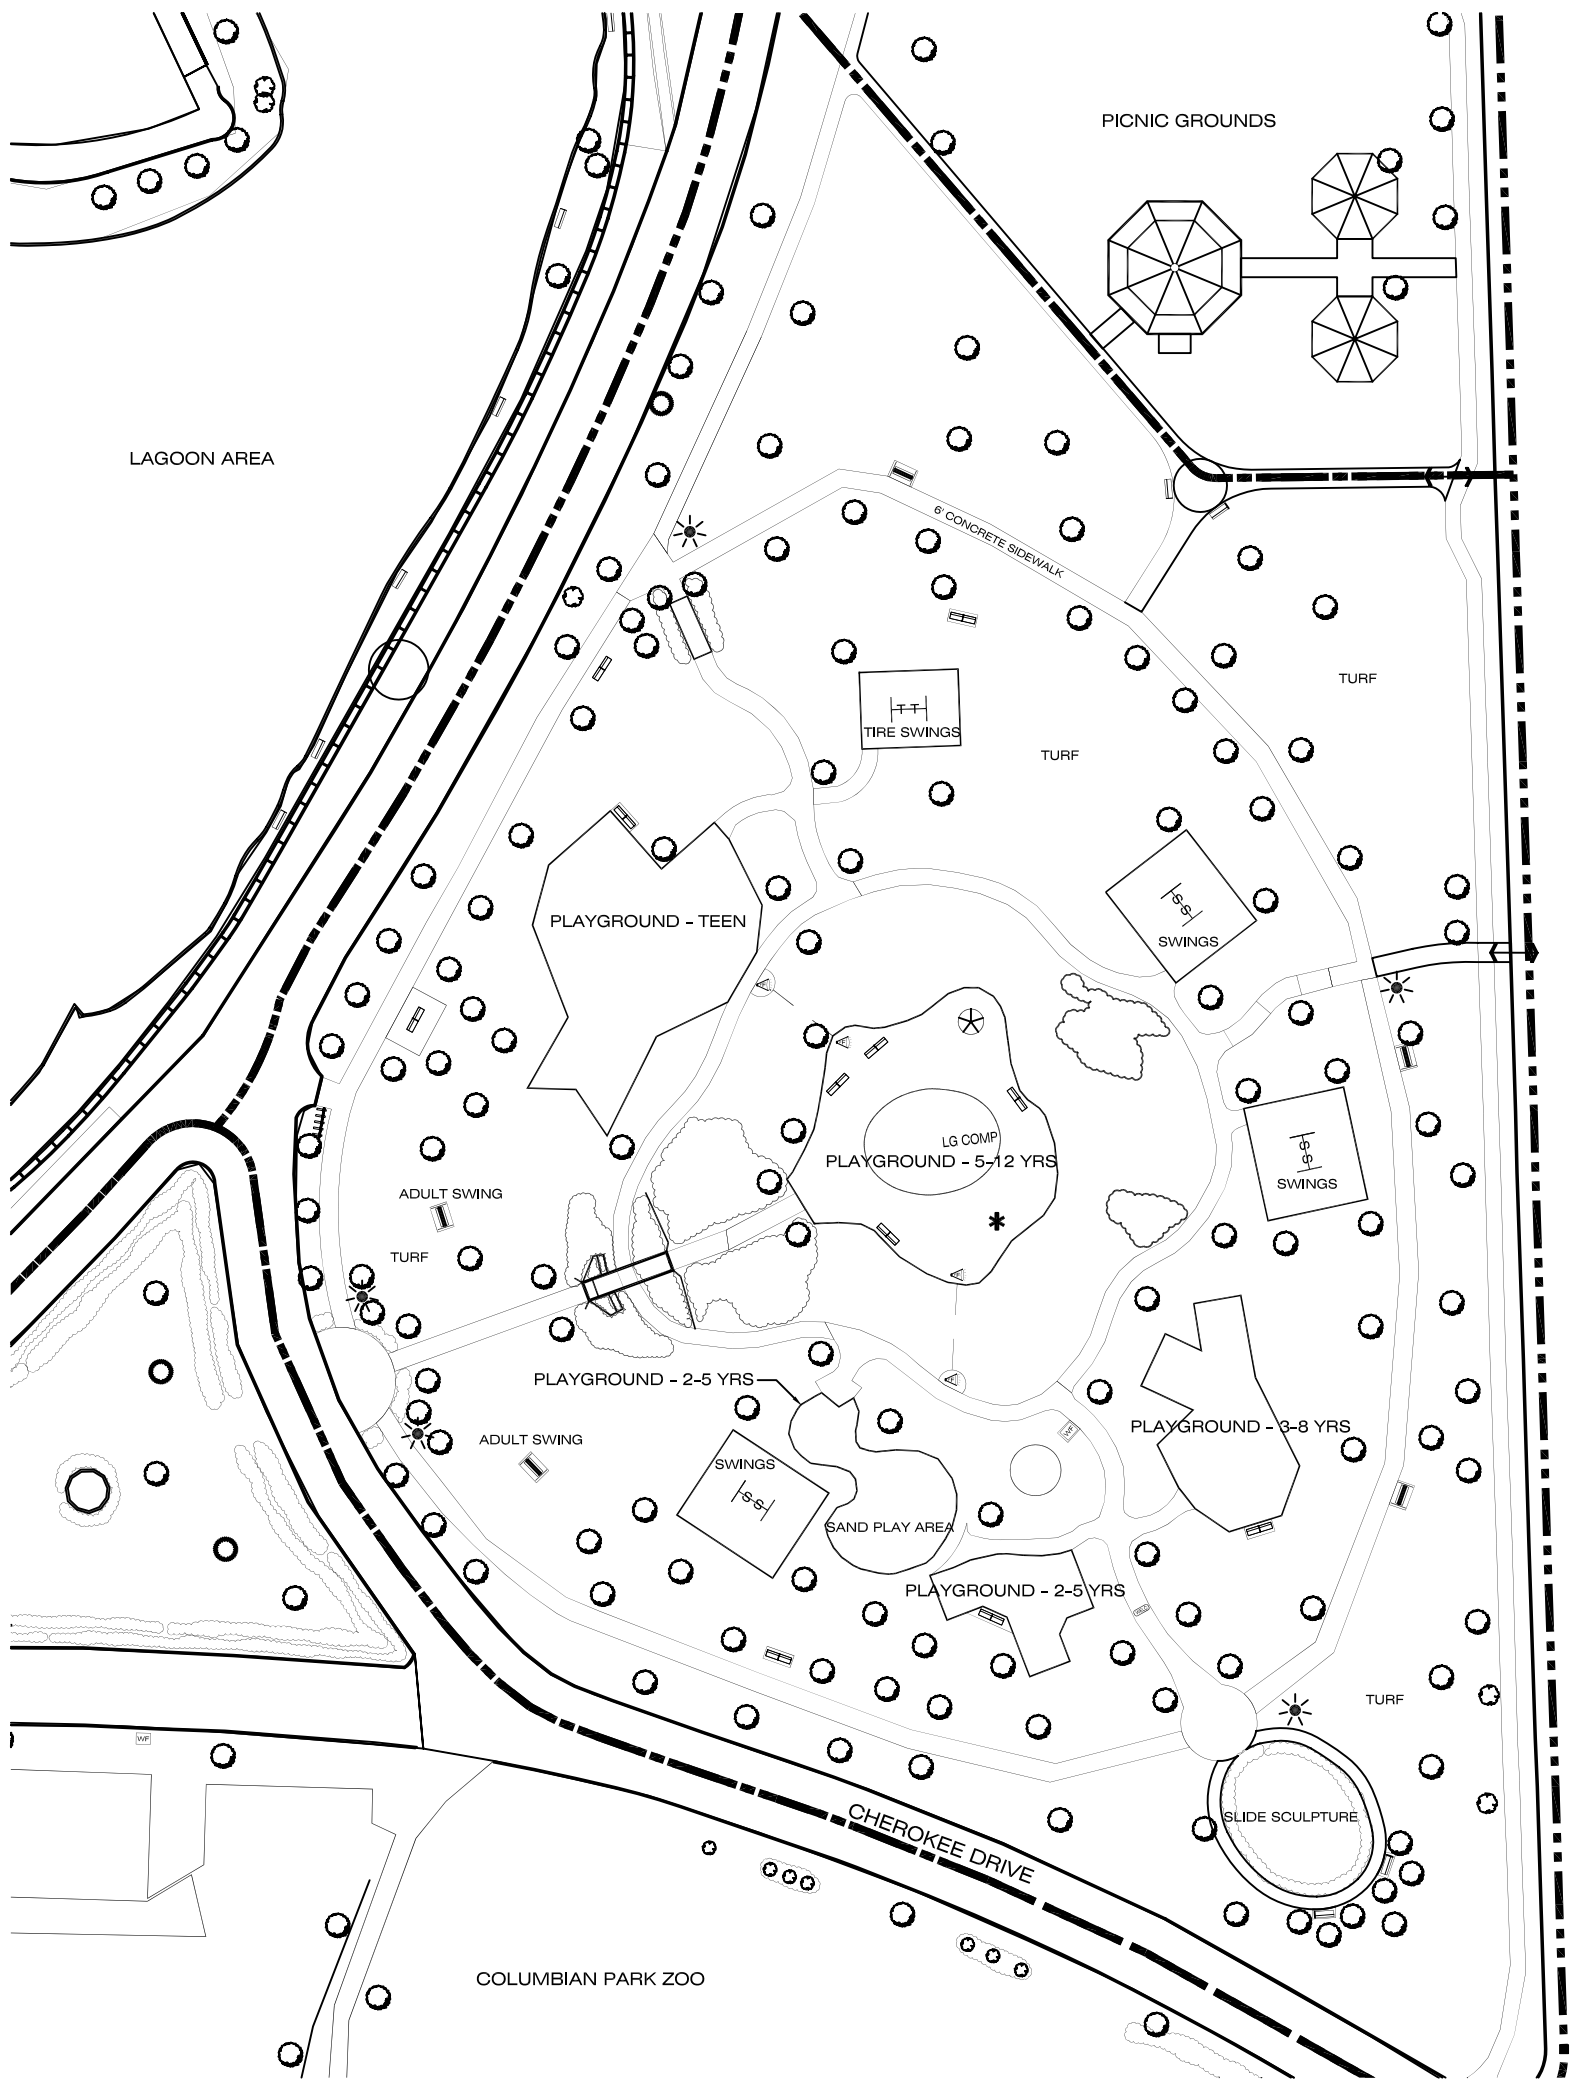 PICNIC GROUNDS
LAGOON AREA
6' CONCRETE SIDEWALK
TURF
T T
TIRE SWINGS
TURF
PLAYGROUND - TEEN
S S
SWINGS
LG COMP
PLAYGROUND - 5-12 YRS
S S
SWINGS
ADULT SWING
TURF
PLAYGROUND - 2-5 YRS
PLAYGROUND - 3-8 YRS
WF
ADULT SWING
SWINGS
S S
SAND PLAY AREA
PLAYGROUND - 2-5 YRS
TURF
WF
SLIDE SCULPTURE
CHEROKEE DRIVE
COLUMBIAN PARK ZOO